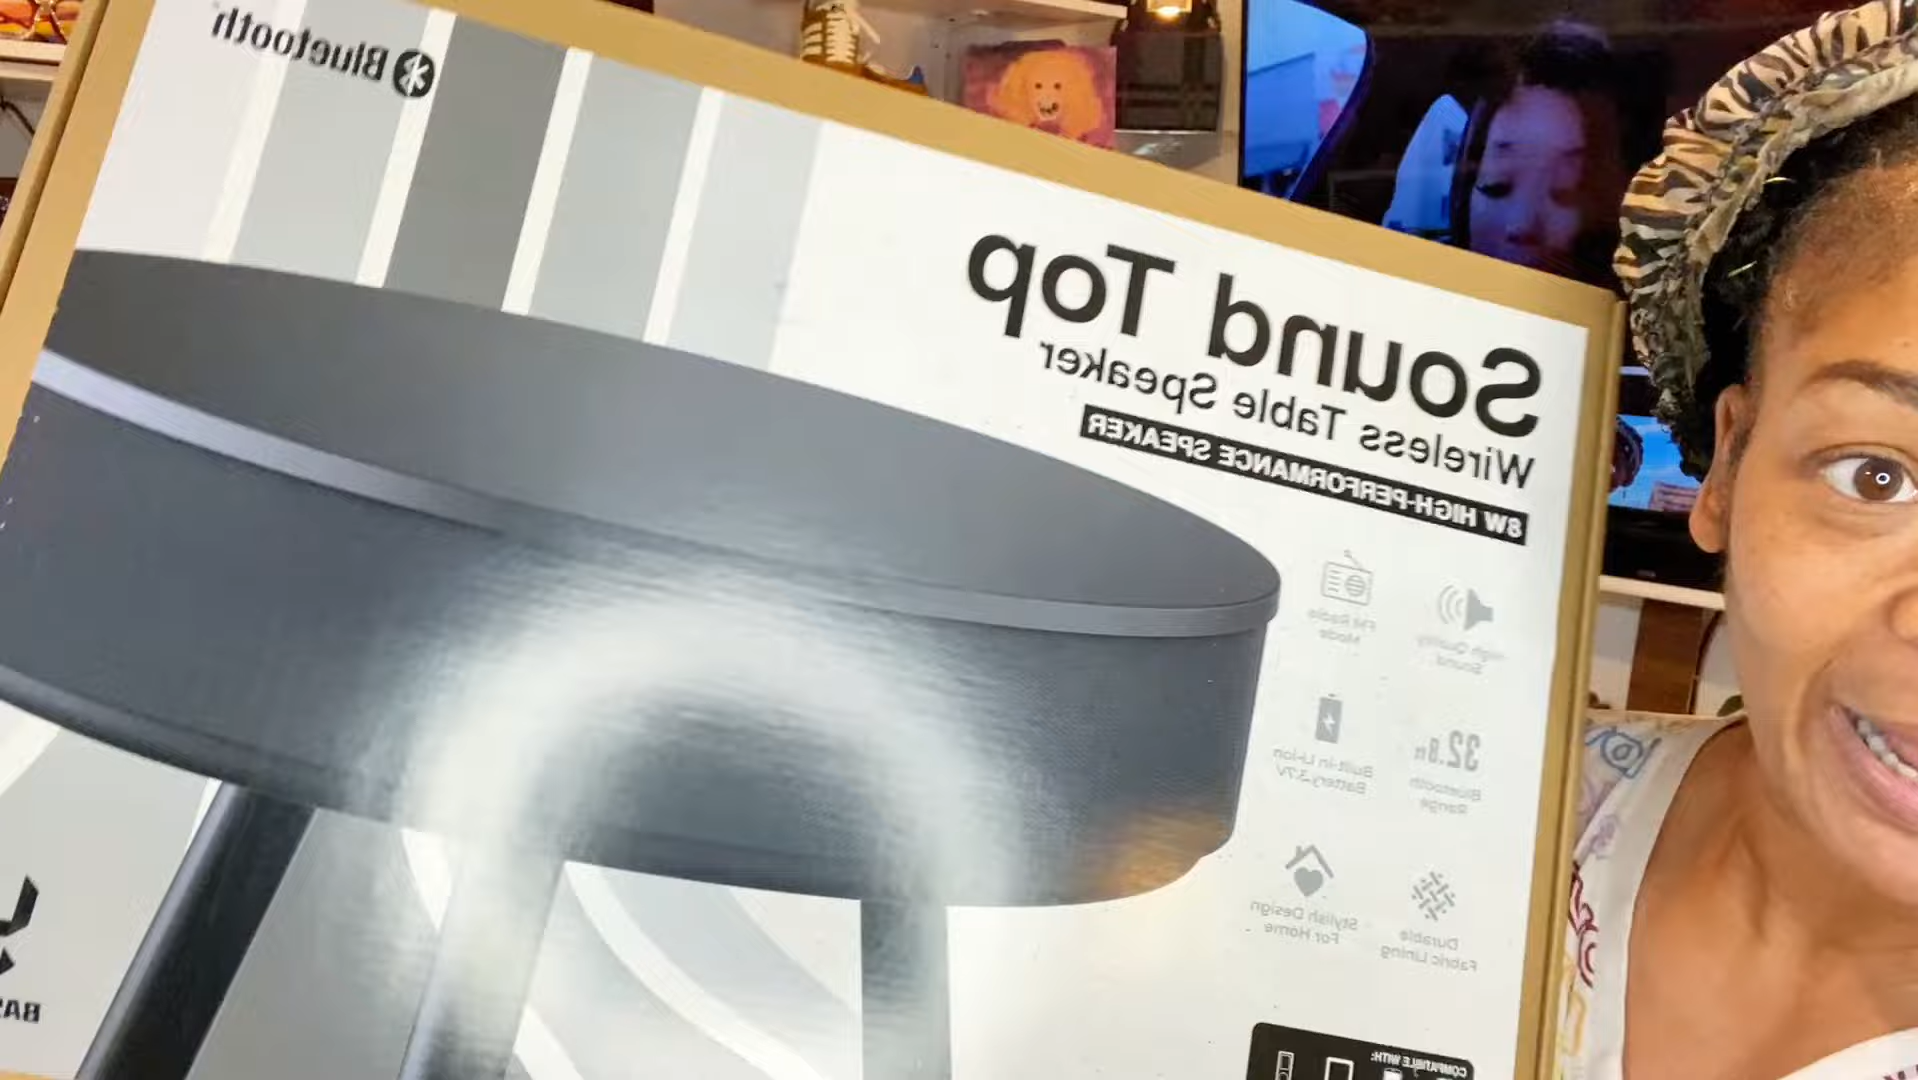 Bluetooth
Sound Top
Wireless Table Speaker
8W HIGH-PERFORMANCE SPEAKER
High Quality
Sound
FM Radio
Mode
32.8ft
Bluetooth
Range
Built-in Li-Ion
Battery 3.7V
Durable
Fabric Lining
Stylish Design
For Home
COMPATIBLE WITH: